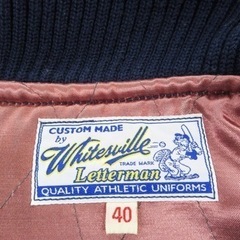 CUSTOM MADE
by
Whitesville
TRADE MARK
Letterman
QUALITY ATHLETIC UNIFORMS
40